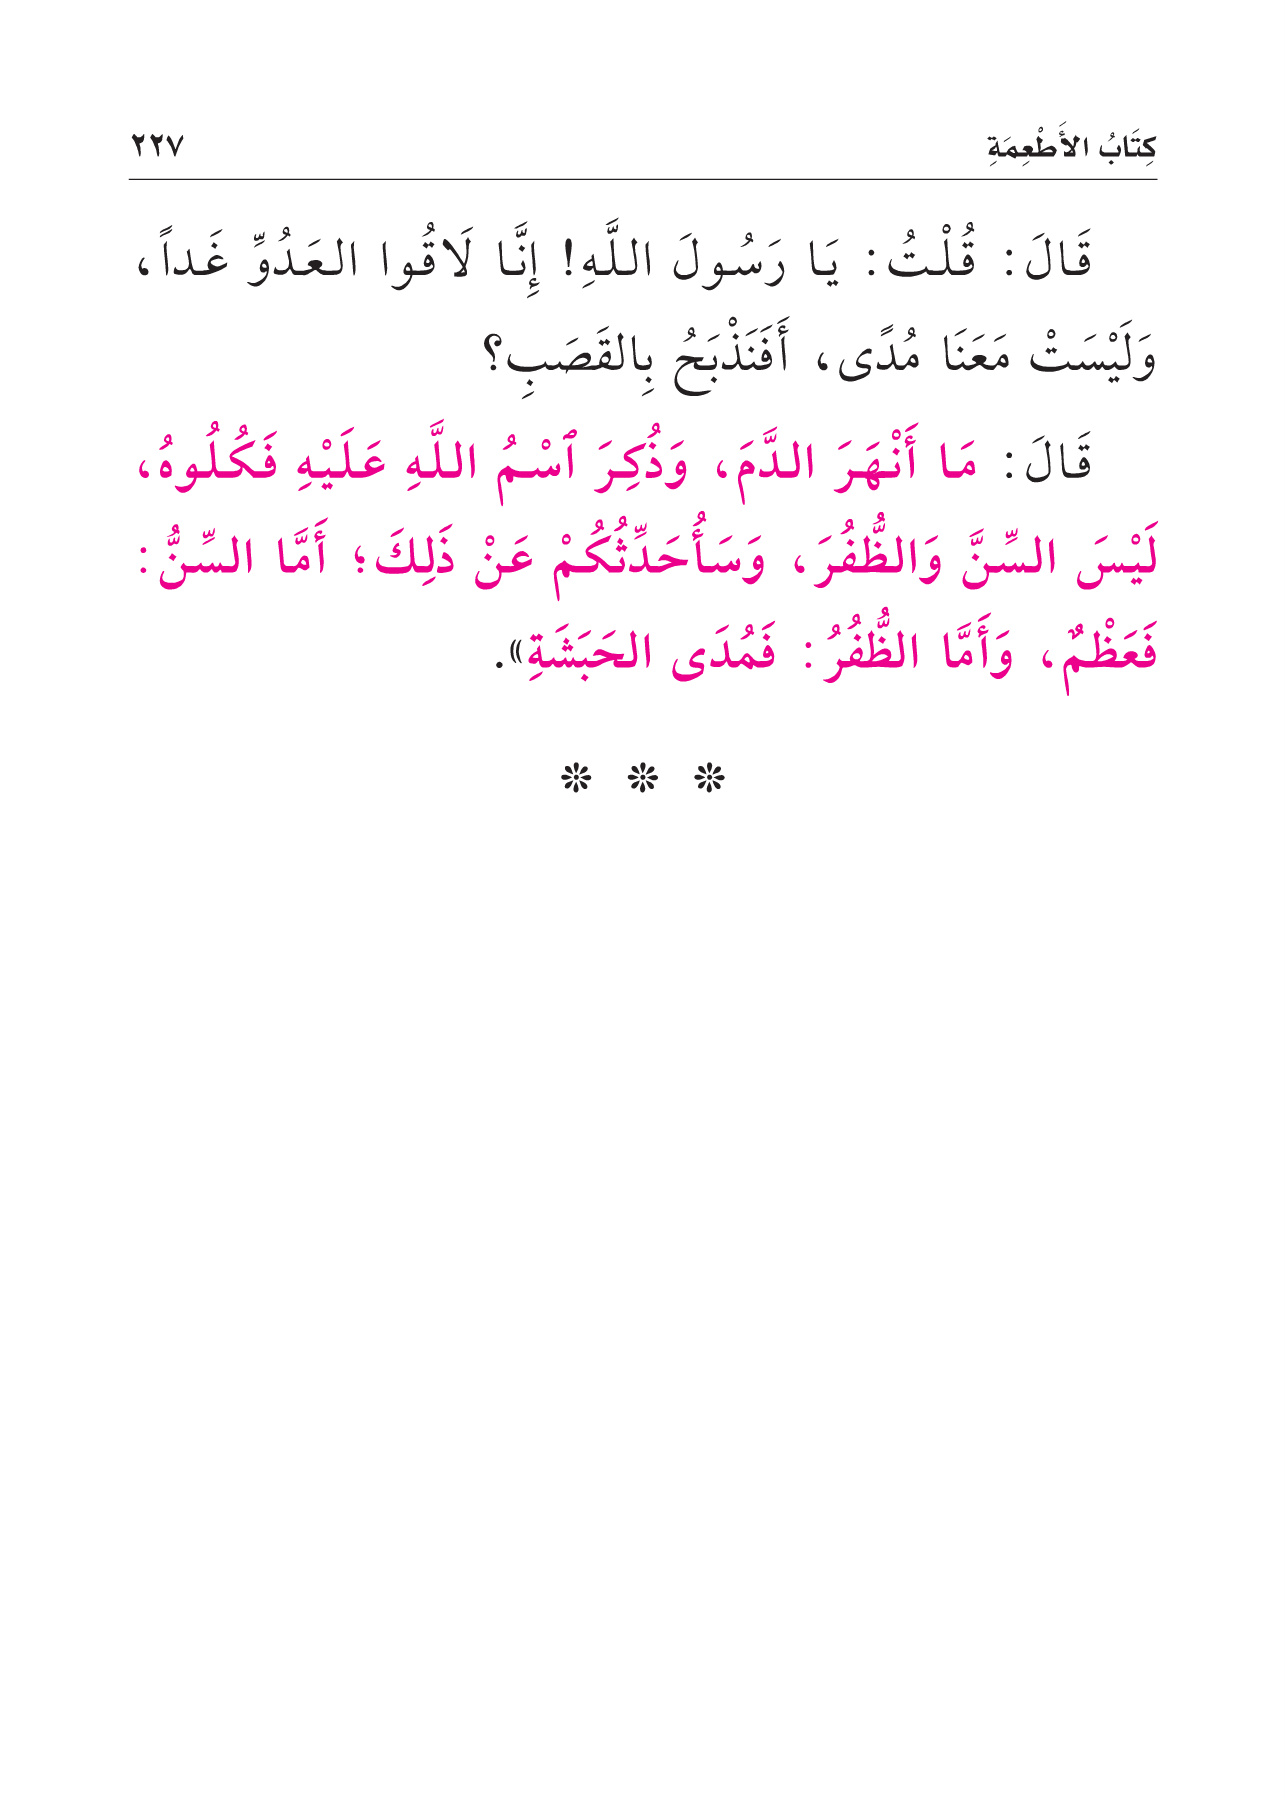 كِتَابُ الأَطْعِمَةِ ٢٢٧
قَالَ: قُلْتُ: يَا رَسُولَ اللَّهِ! إِنَّا لَاقُوا العَدُوِّ غَداً،
وَلَيْسَتْ مَعَنَا مُدًى، أَفَنَذْبَحُ بِالقَصَبِ؟
قَالَ: مَا أَنْهَرَ الدَّمَ، وَذُكِرَ ٱسْمُ اللَّهِ عَلَيْهِ فَكُلُوهُ،
لَيْسَ السِّنَّ وَالظُّفُرَ، وَسَأُحَدِّثُكُمْ عَنْ ذَلِكَ؛ أَمَّا السِّنُّ:
فَعَظْمٌ، وَأَمَّا الظُّفُرُ: فَمُدَى الحَبَشَةِ».